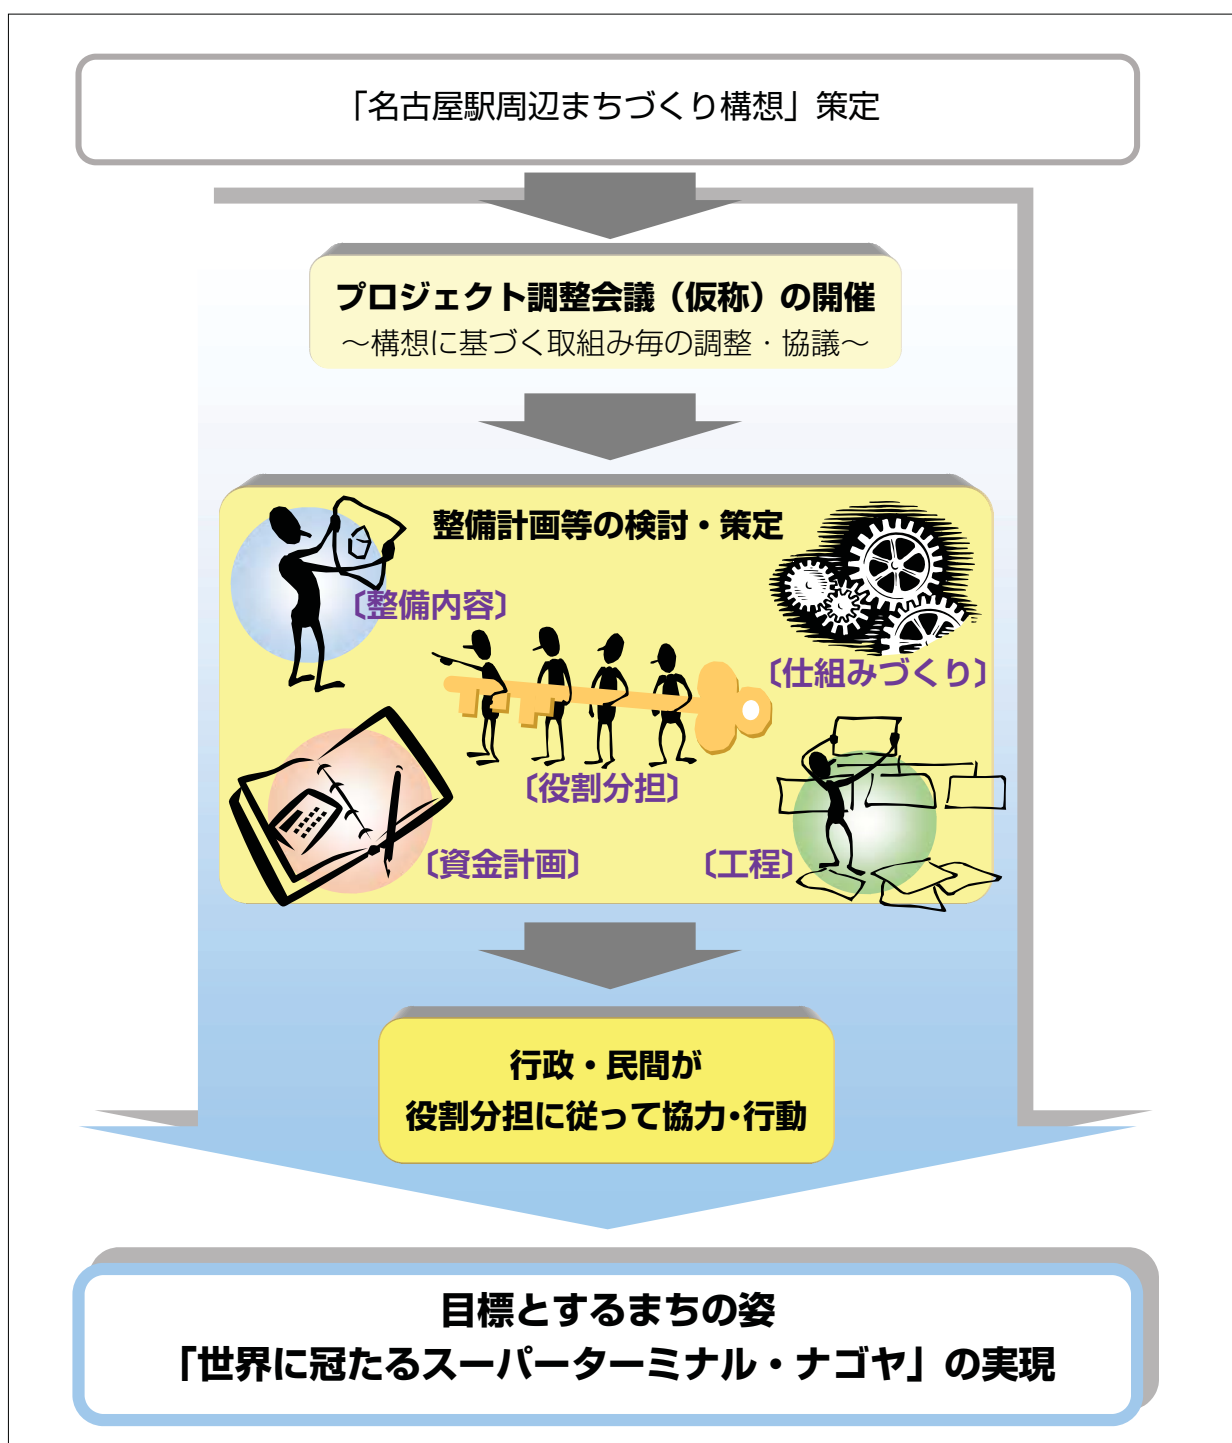 「名古屋駅周辺まちづくり構想」策定
プロジェクト調整会議（仮称）の開催
～構想に基づく取組み毎の調整・協議～
整備計画等の検討・策定
〔整備内容〕
〔仕組みづくり〕
〔役割分担〕
〔資金計画〕
〔工程〕
行政・民間が
役割分担に従って協力・行動
目標とするまちの姿
「世界に冠たるスーパーターミナル・ナゴヤ」の実現